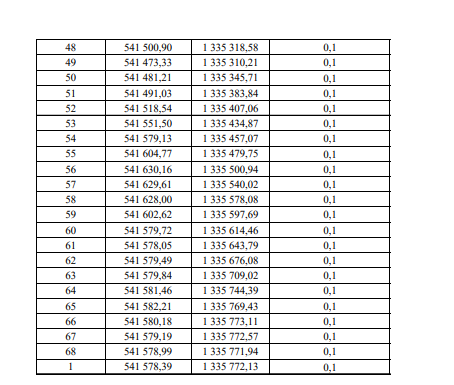 48 541 500,90 1 335 318,58 0,1
49 541 473,33 1 335 310,21 0,1
50 541 481,21 1 335 345,71 0,1
51 541 491,03 1 335 383,84 0,1
52 541 518,54 1 335 407,06 0,1
53 541 551,50 1 335 434,87 0,1
54 541 579,13 1 335 457,07 0,1
55 541 604,77 1 335 479,75 0,1
56 541 630,16 1 335 500,94 0,1
57 541 629,61 1 335 540,02 0,1
58 541 628,00 1 335 578,08 0,1
59 541 602,62 1 335 597,69 0,1
60 541 579,72 1 335 614,46 0,1
61 541 578,05 1 335 643,79 0,1
62 541 579,49 1 335 676,08 0,1
63 541 579,84 1 335 709,02 0,1
64 541 581,46 1 335 744,39 0,1
65 541 582,21 1 335 769,43 0,1
66 541 580,18 1 335 773,11 0,1
67 541 579,19 1 335 772,57 0,1
68 541 578,99 1 335 771,94 0,1
1 541 578,39 1 335 772,13 0,1